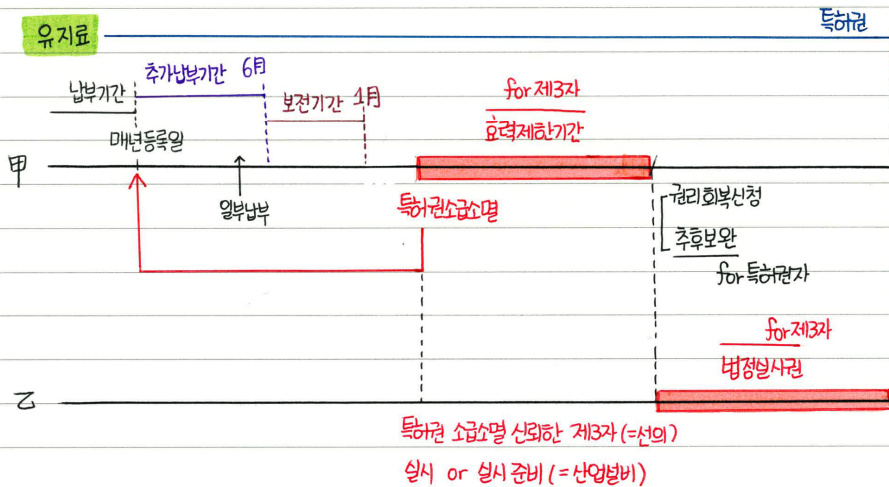 특허권
유지료
납부기간
추가납부기간 6月
보전기간 1月
for 제3자
효력제한기간
매년등록일
甲
일부납부
특허권소급소멸
권리회복신청
추후보완
for 특허권자
for 제3자
법정실시권
乙
특허권 소급소멸 신뢰한 제3자 (=선의)
실시 or 실시 준비 (=산업설비)